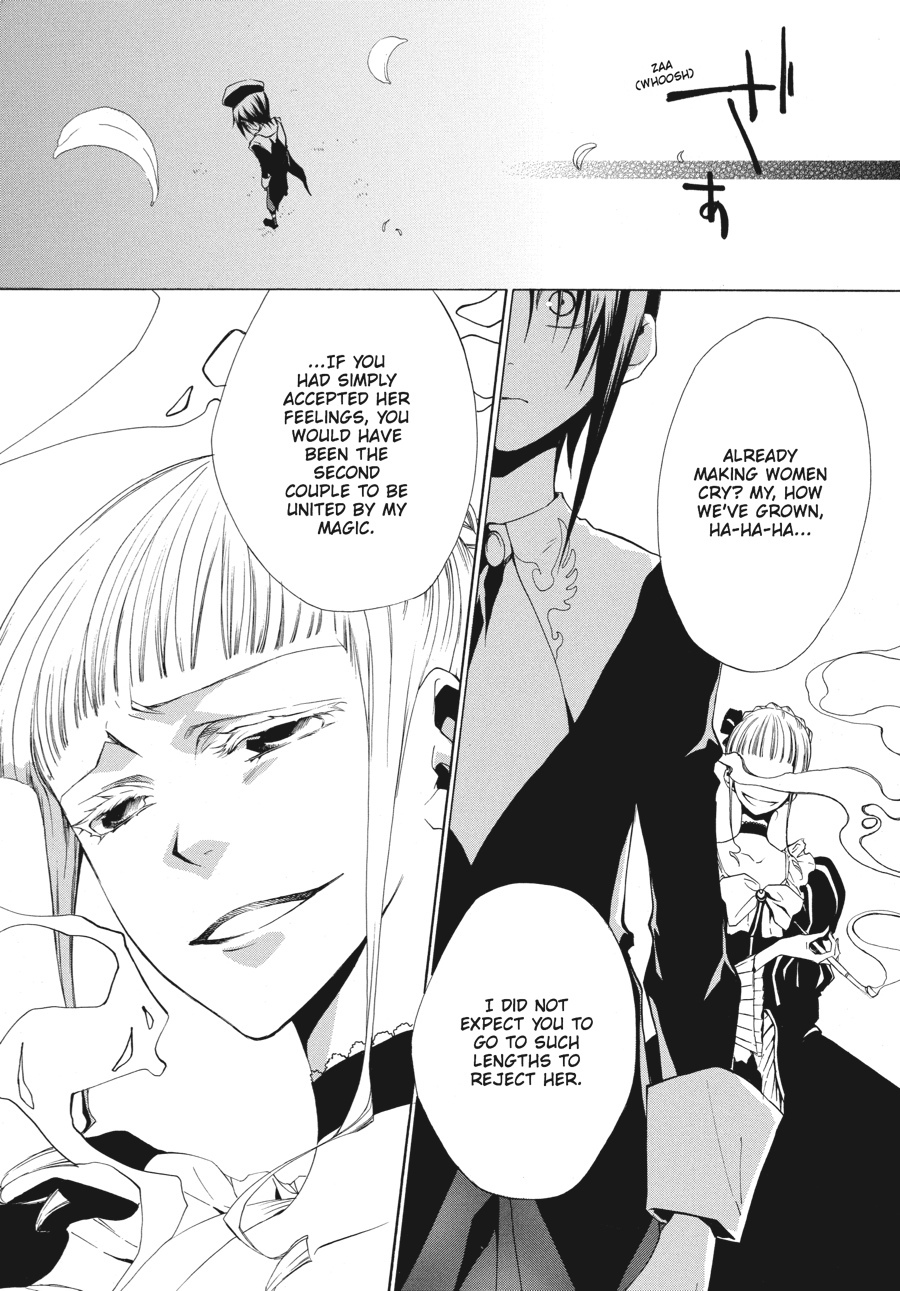 ZAA
(WHOOSH)
ザ
あ
ALREADY
MAKING WOMEN
CRY? MY, HOW
WE'VE GROWN,
HA-HA-HA...
I DID NOT
EXPECT YOU TO
GO TO SUCH
LENGTHS TO
REJECT HER.
...IF YOU
HAD SIMPLY
ACCEPTED HER
FEELINGS, YOU
WOULD HAVE
BEEN THE
SECOND
COUPLE TO BE
UNITED BY MY
MAGIC.